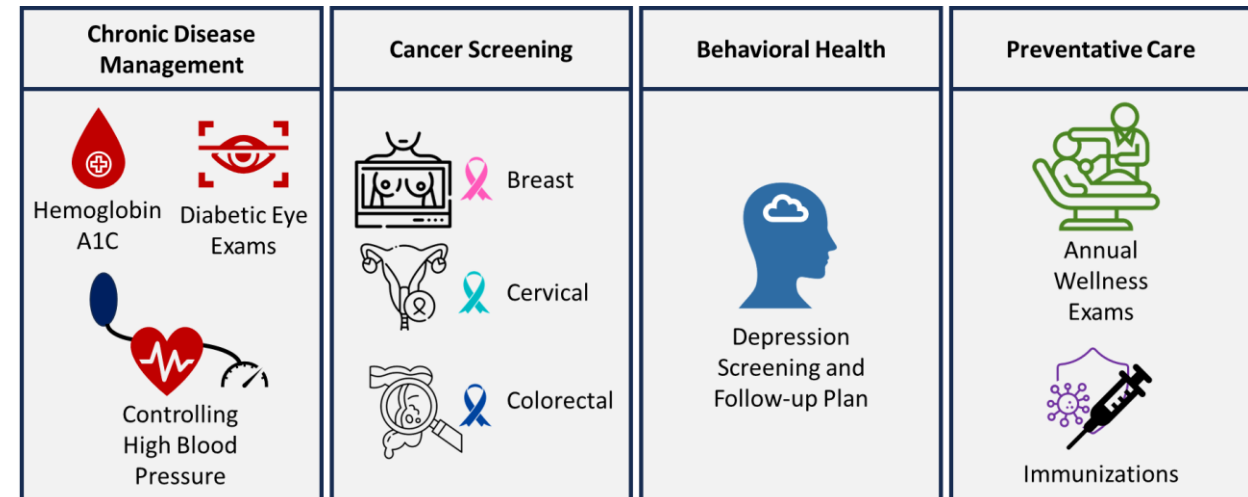 Chronic Disease
Management
Hemoglobin
A1C
Diabetic Eye
Exams
Controlling
High Blood
Pressure
Cancer Screening
Breast
Cervical
Colorectal
Behavioral Health
Depression
Screening and
Follow-up Plan
Preventative Care
Annual
Wellness
Exams
Immunizations